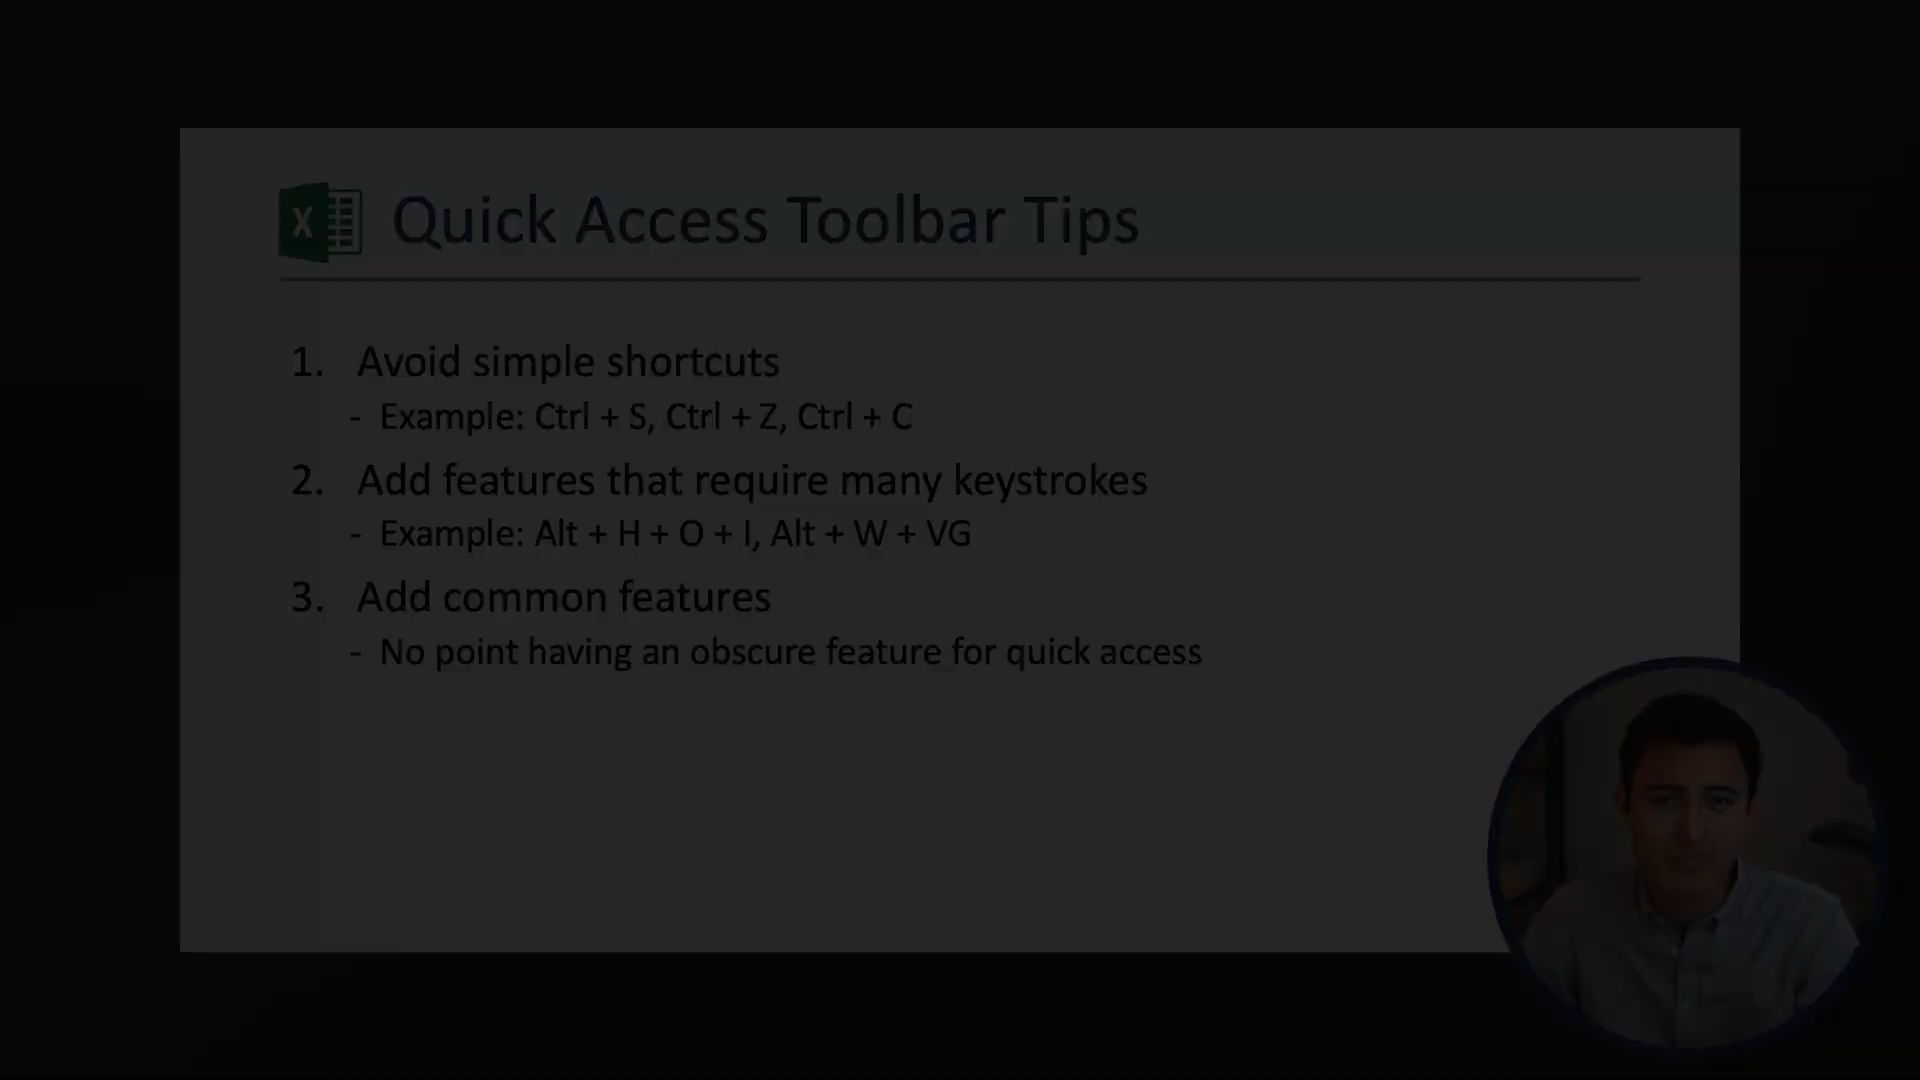 X
Quick Access Toolbar Tips
1. Avoid simple shortcuts
- Example: Ctrl + S, Ctrl + Z, Ctrl + C
2. Add features that require many keystrokes
- Example: Alt + H + O + I, Alt + W + VG
3. Add common features
- No point having an obscure feature for quick access